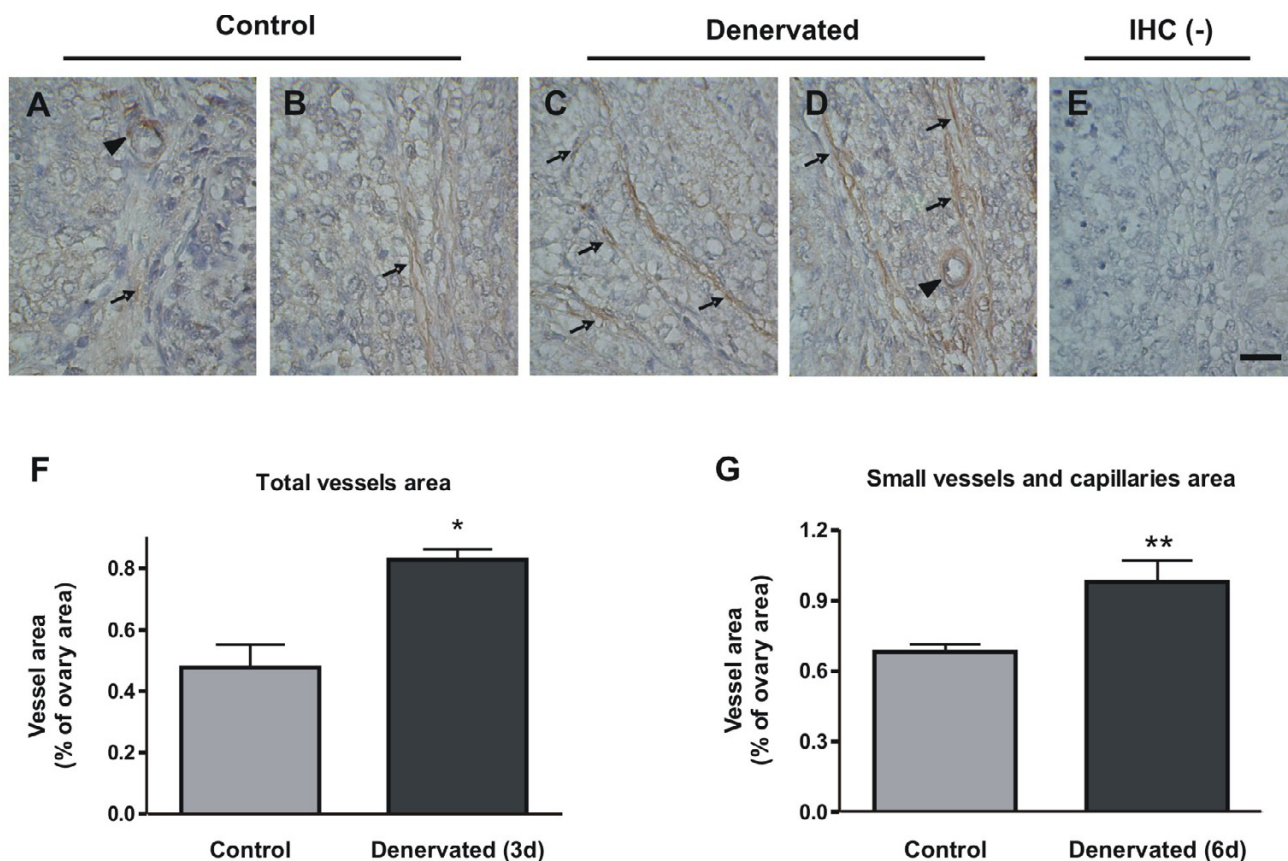 Control
Denervated
IHC (-)
A
B
C
D
E
F
Total vessels area
Vessel area
(% of ovary area)
0.8
0.6
0.4
0.2
0.0
*
Control
Denervated (3d)
G
Small vessels and capillaries area
Vessel area
(% of ovary area)
1.2
0.9
0.6
0.3
0.0
**
Control
Denervated (6d)